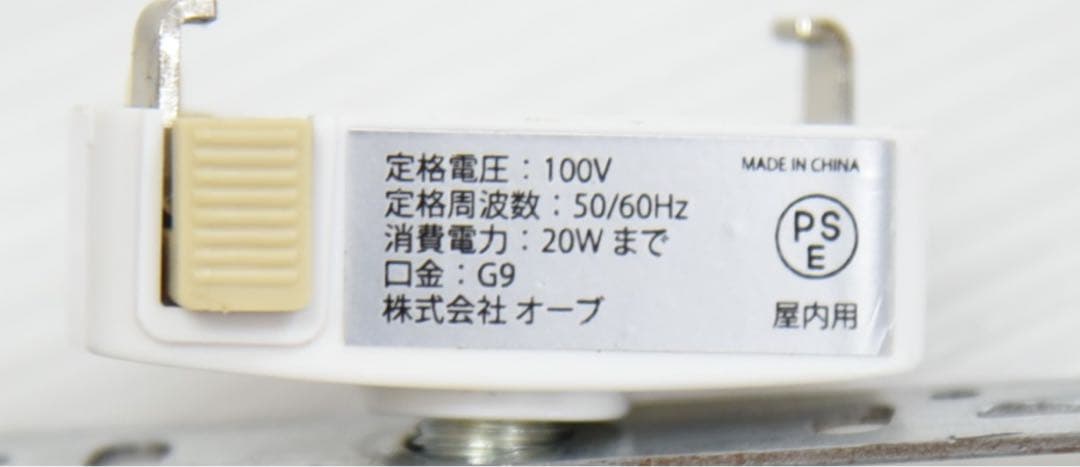 定格電圧：100V
定格周波数：50/60Hz
消費電力：20W まで
口金：G9
株式会社 オーブ
MADE IN CHINA
PS
E
屋内用